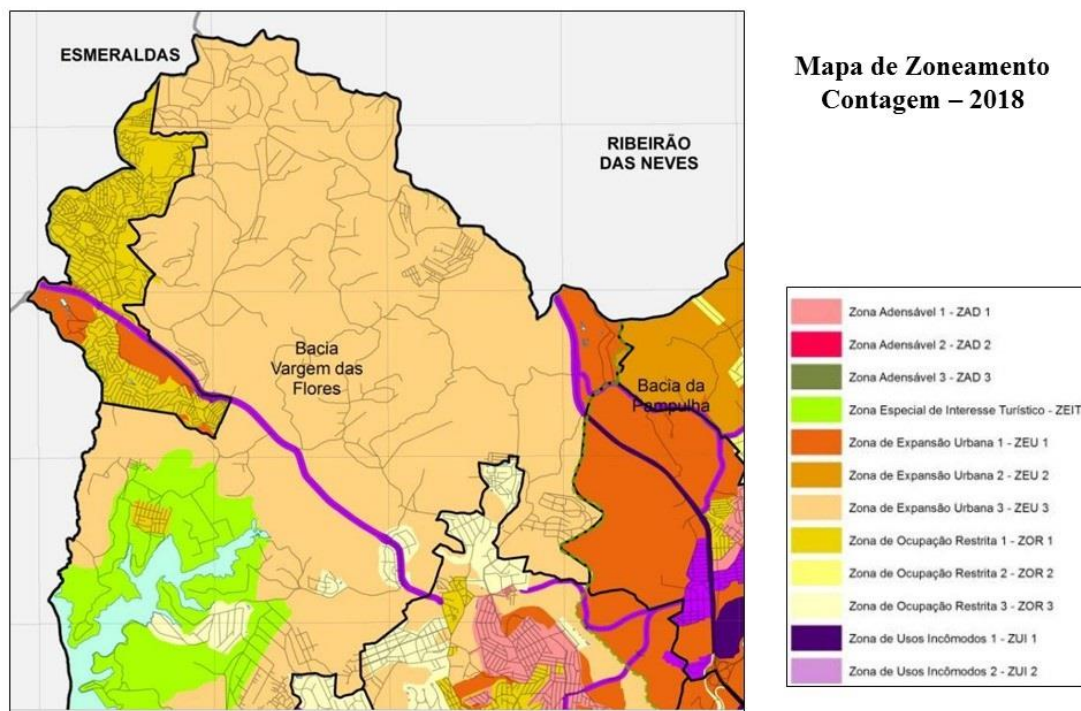 ESMERALDAS
RIBEIRÃO
DAS NEVES
Bacia
Vargem das
Flores
Bacia da
Pampulha
Mapa de Zoneamento
Contagem – 2018
Zona Adensável 1 - ZAD 1
Zona Adensável 2 - ZAD 2
Zona Adensável 3 - ZAD 3
Zona Especial de Interesse Turístico - ZEIT
Zona de Expansão Urbana 1 - ZEU 1
Zona de Expansão Urbana 2 - ZEU 2
Zona de Expansão Urbana 3 - ZEU 3
Zona de Ocupação Restrita 1 - ZOR 1
Zona de Ocupação Restrita 2 - ZOR 2
Zona de Ocupação Restrita 3 - ZOR 3
Zona de Usos Incômodos 1 - ZUI 1
Zona de Usos Incômodos 2 - ZUI 2